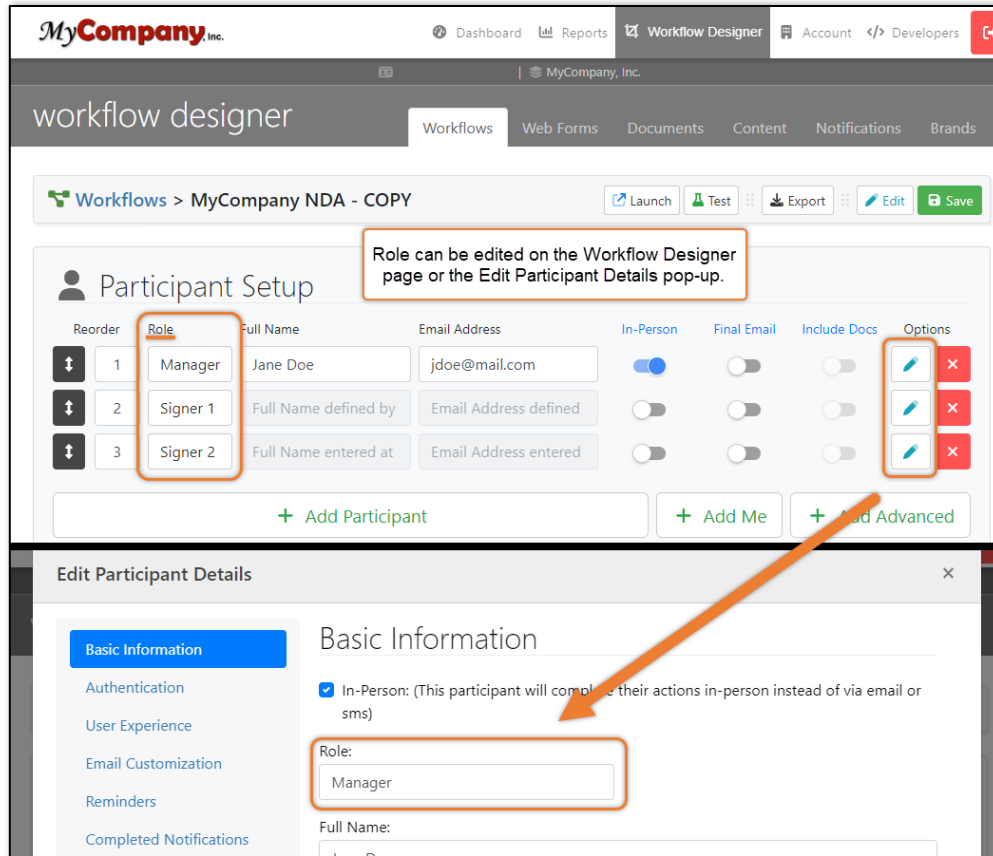 MyCompany, Inc.
Dashboard Reports Workflow Designer Account </> Developers
| MyCompany, Inc.
workflow designer
Workflows Web Forms Documents Content Notifications Brands
Workflows > MyCompany NDA - COPY
Launch Test Export Edit Save
Role can be edited on the Workflow Designer
page or the Edit Participant Details pop-up.
Participant Setup
Reorder Role Full Name Email Address In-Person Final Email Include Docs Options
1 Manager Jane Doe jdoe@mail.com
2 Signer 1 Full Name defined by Email Address defined
3 Signer 2 Full Name entered at Email Address entered
+ Add Participant + Add Me + Add Advanced
Edit Participant Details ×
Basic Information
Authentication
User Experience
Email Customization
Reminders
Completed Notifications
Basic Information
In-Person: (This participant will complete their actions in-person instead of via email or
sms)
Role:
Manager
Full Name: